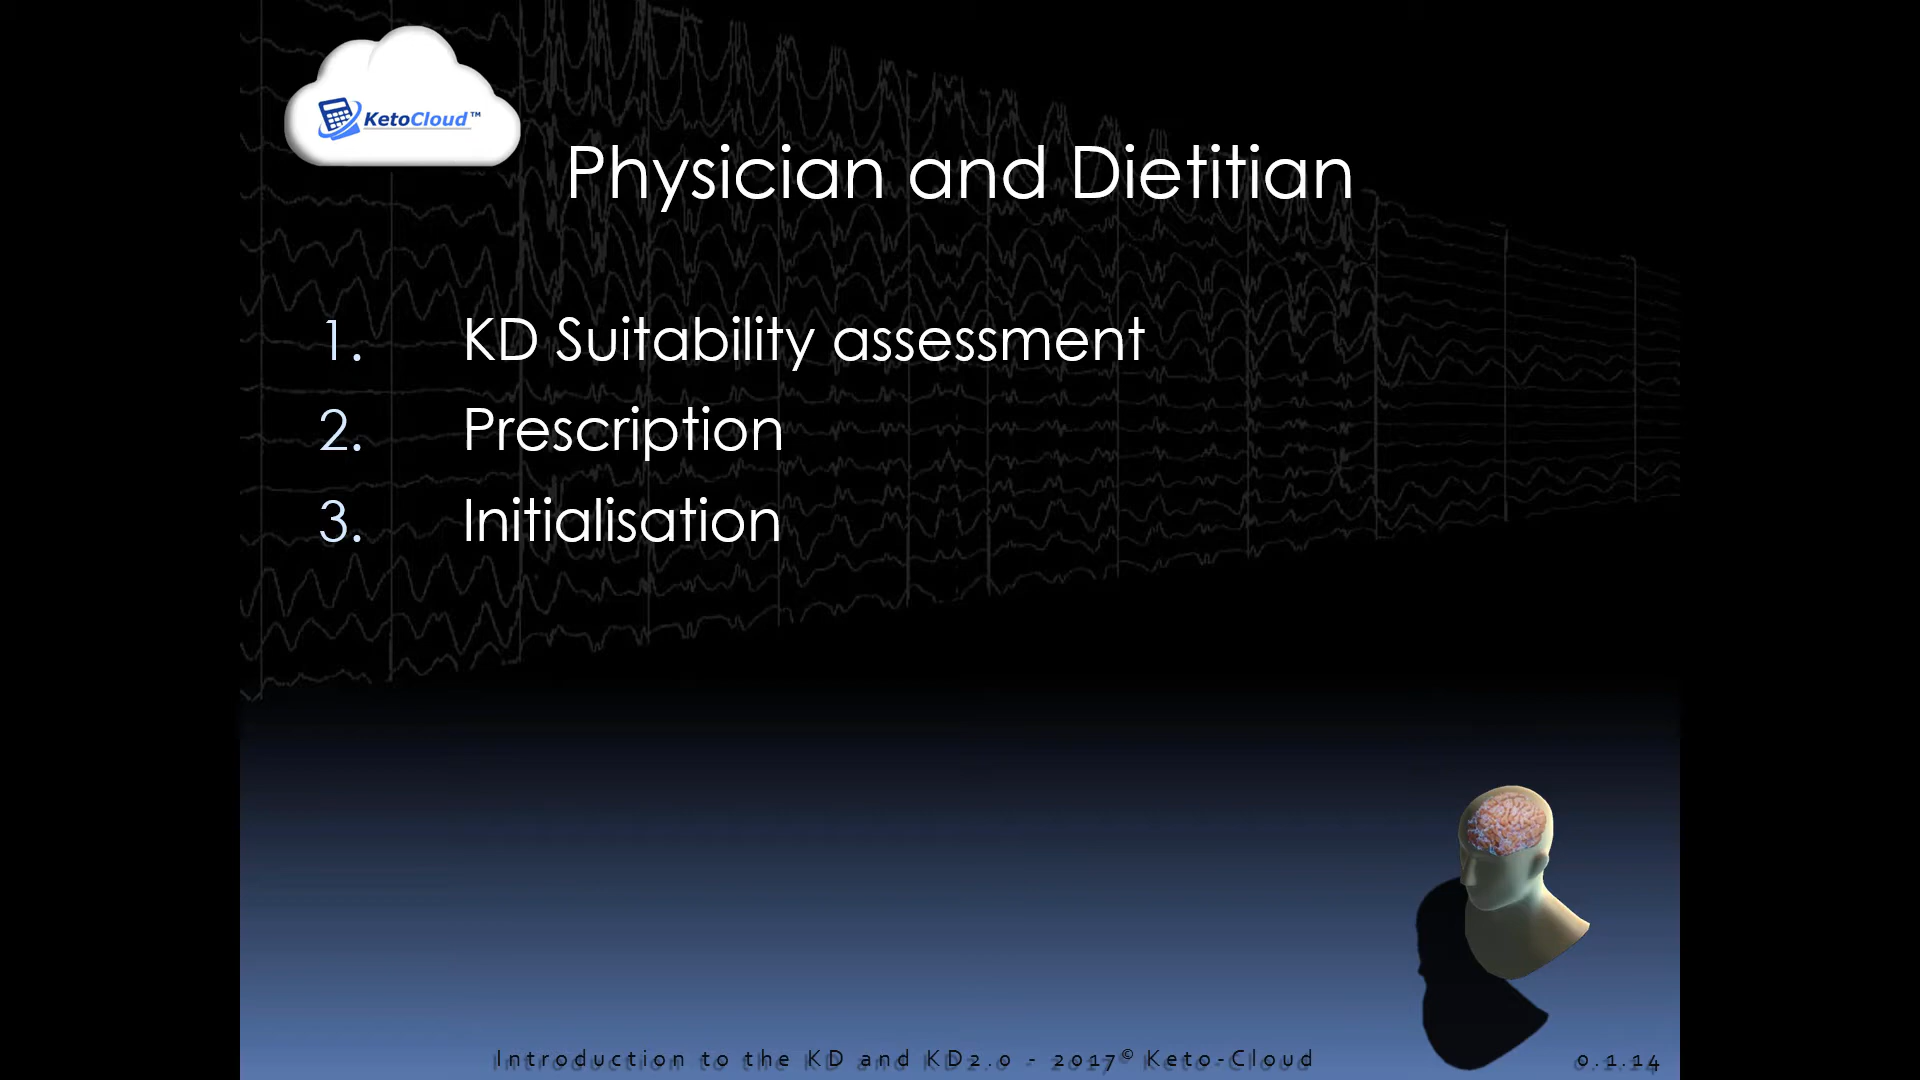 KetoCloud™
Physician and Dietitian
1. KD Suitability assessment
2. Prescription
3. Initialisation
Introduction to the KD and KD2.0 - 2017© Keto-Cloud
0.1.14